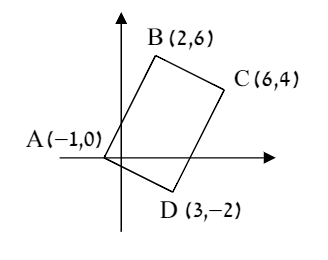 B (2,6)
C (6,4)
A (−1,0)
D (3,−2)